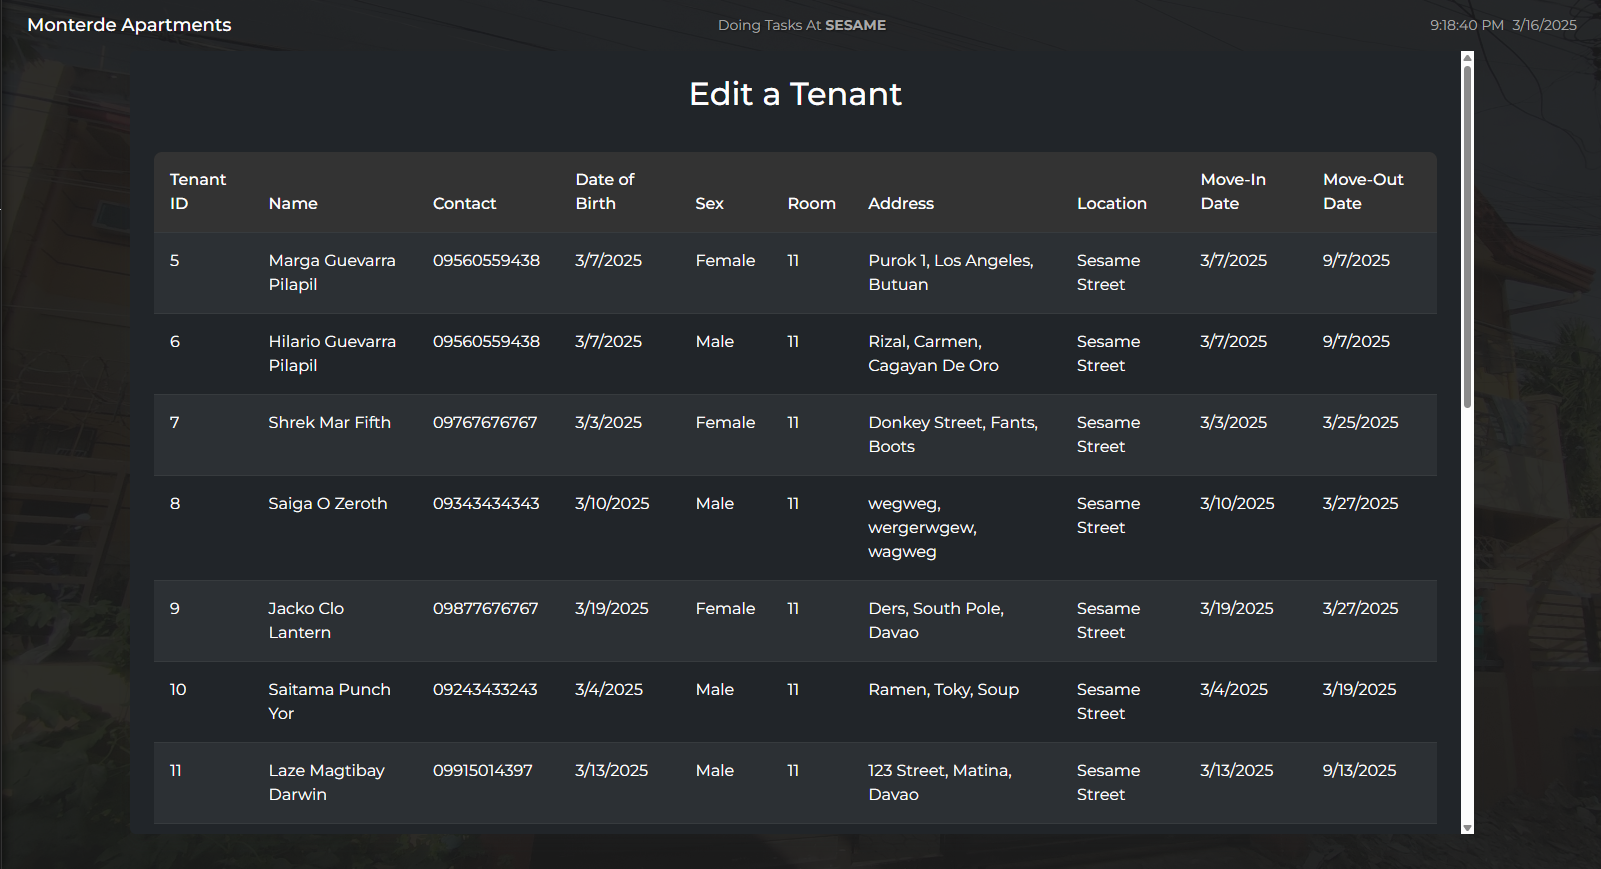 Monterde Apartments
Doing Tasks At SESAME
9:18:40 PM 3/16/2025
Edit a Tenant
Tenant ID Name Contact Date of Birth Sex Room Address Location Move-In Date Move-Out Date
5 Marga Guevarra Pilapil 09560559438 3/7/2025 Female 11 Purok 1, Los Angeles, Butuan Sesame Street 3/7/2025 9/7/2025
6 Hilario Guevarra Pilapil 09560559438 3/7/2025 Male 11 Rizal, Carmen, Cagayan De Oro Sesame Street 3/7/2025 9/7/2025
7 Shrek Mar Fifth 09767676767 3/3/2025 Female 11 Donkey Street, Fants, Boots Sesame Street 3/3/2025 3/25/2025
8 Saiga O Zeroth 09343434343 3/10/2025 Male 11 wegweg, wergerwgew, wagweg Sesame Street 3/10/2025 3/27/2025
9 Jacko Clo Lantern 09877676767 3/19/2025 Female 11 Ders, South Pole, Davao Sesame Street 3/19/2025 3/27/2025
10 Saitama Punch Yor 09243433243 3/4/2025 Male 11 Ramen, Toky, Soup Sesame Street 3/4/2025 3/19/2025
11 Laze Magtibay Darwin 09915014397 3/13/2025 Male 11 123 Street, Matina, Davao Sesame Street 3/13/2025 9/13/2025